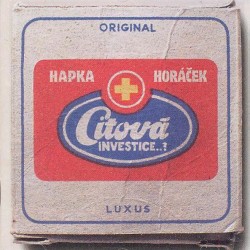 ORIGINAL
HAPKA HORÁČEK
Citová
INVESTICE..?
LUXUS